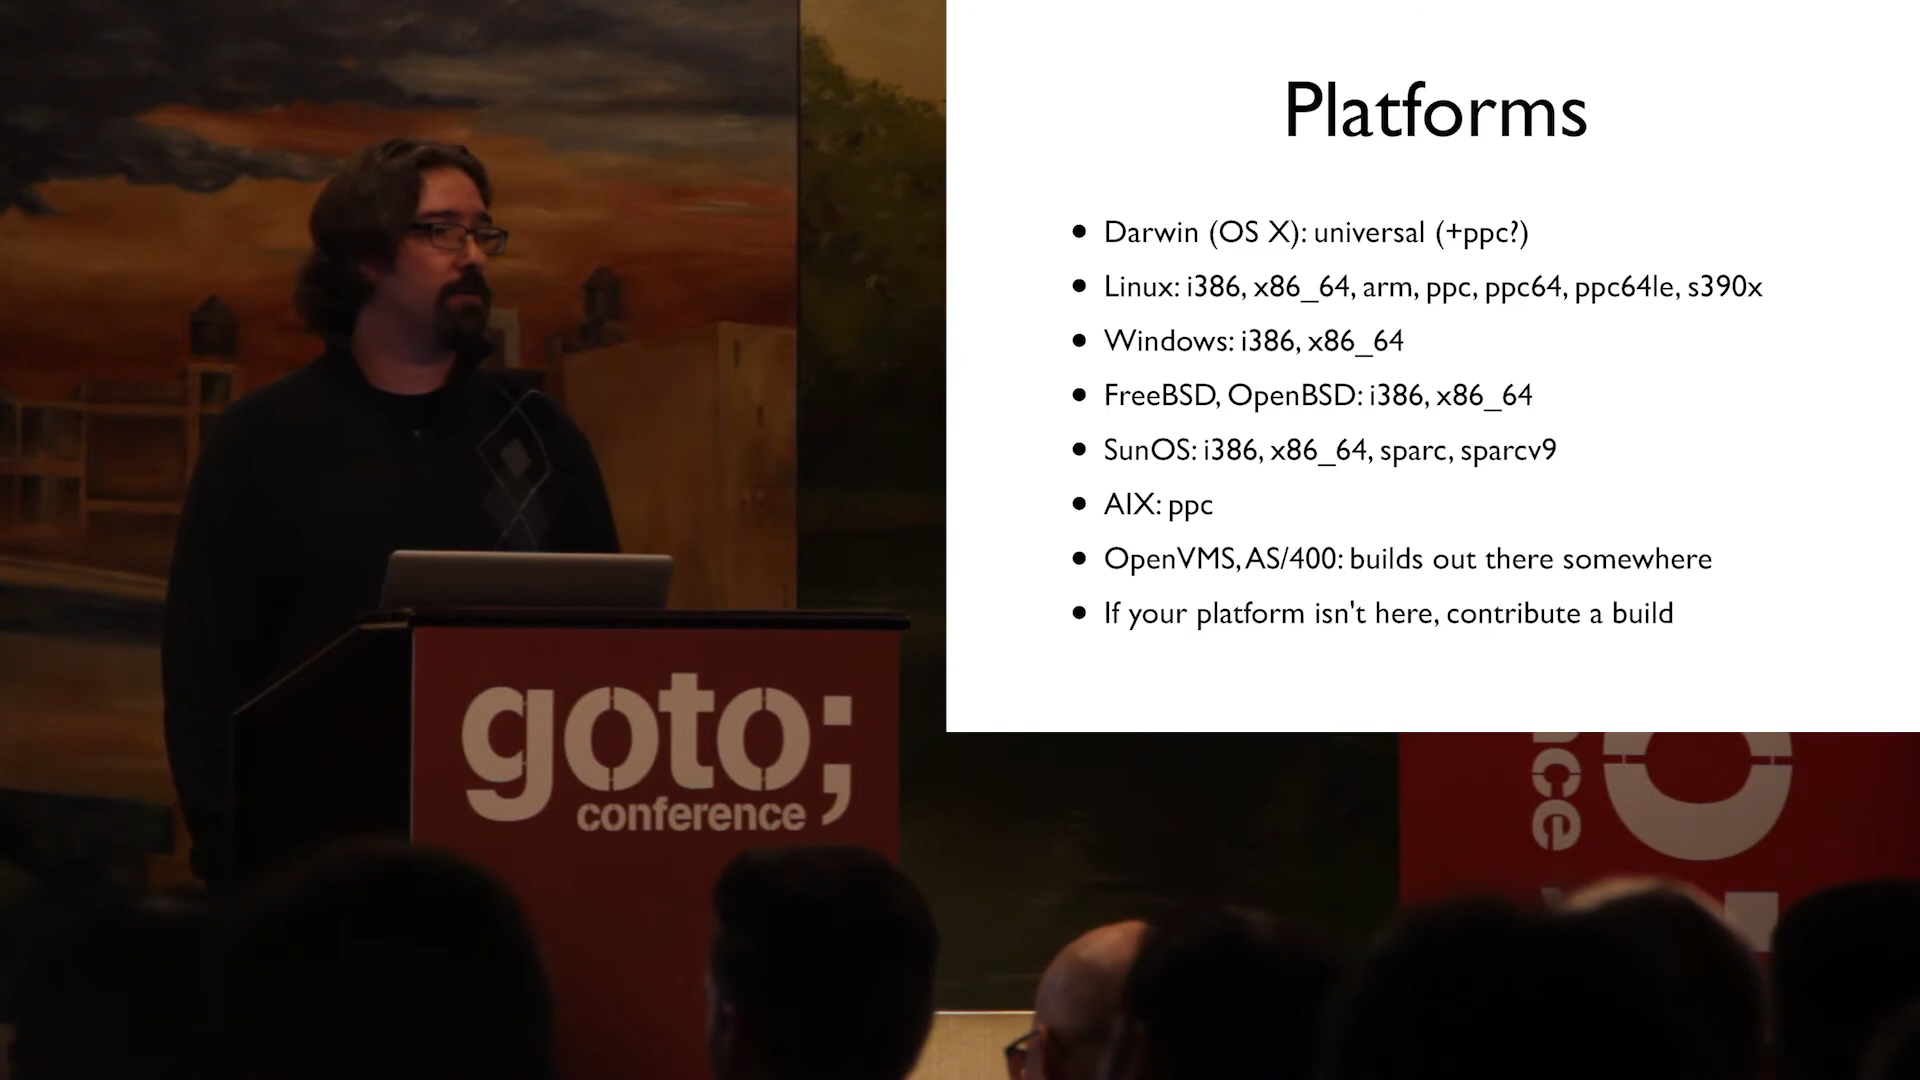 Platforms
• Darwin (OS X): universal (+ppc?)
• Linux: i386, x86_64, arm, ppc, ppc64, ppc64le, s390x
• Windows: i386, x86_64
• FreeBSD, OpenBSD: i386, x86_64
• SunOS: i386, x86_64, sparc, sparcv9
• AIX: ppc
• OpenVMS, AS/400: builds out there somewhere
• If your platform isn't here, contribute a build
goto;
conference